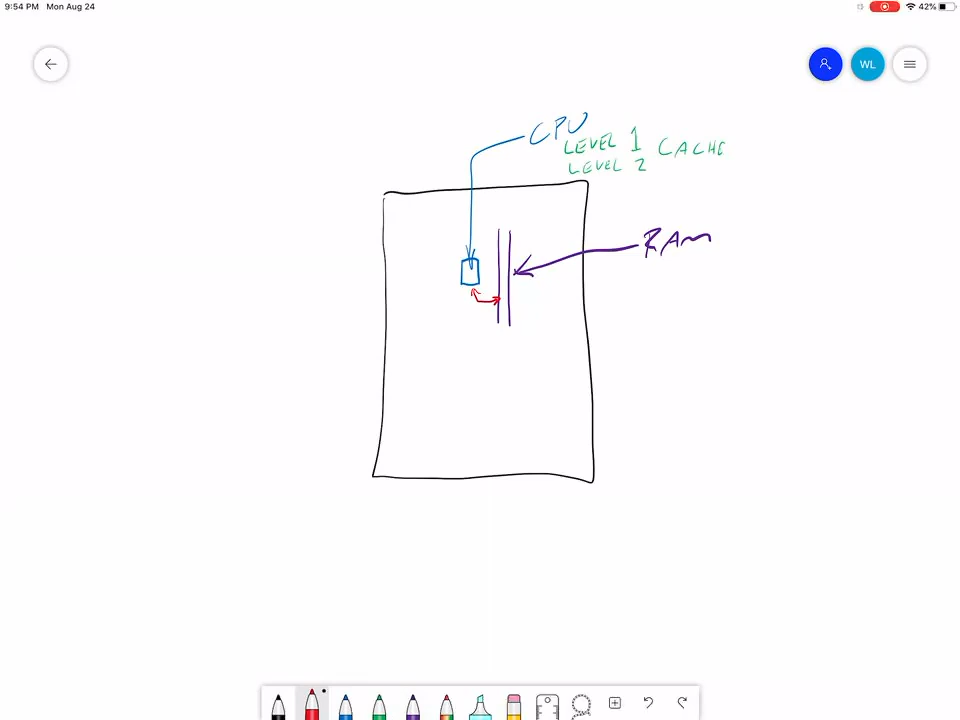 9:54 PM Mon Aug 24
42%
WL
CPU
LEVEL 1 CACHE
LEVEL 2
RAM